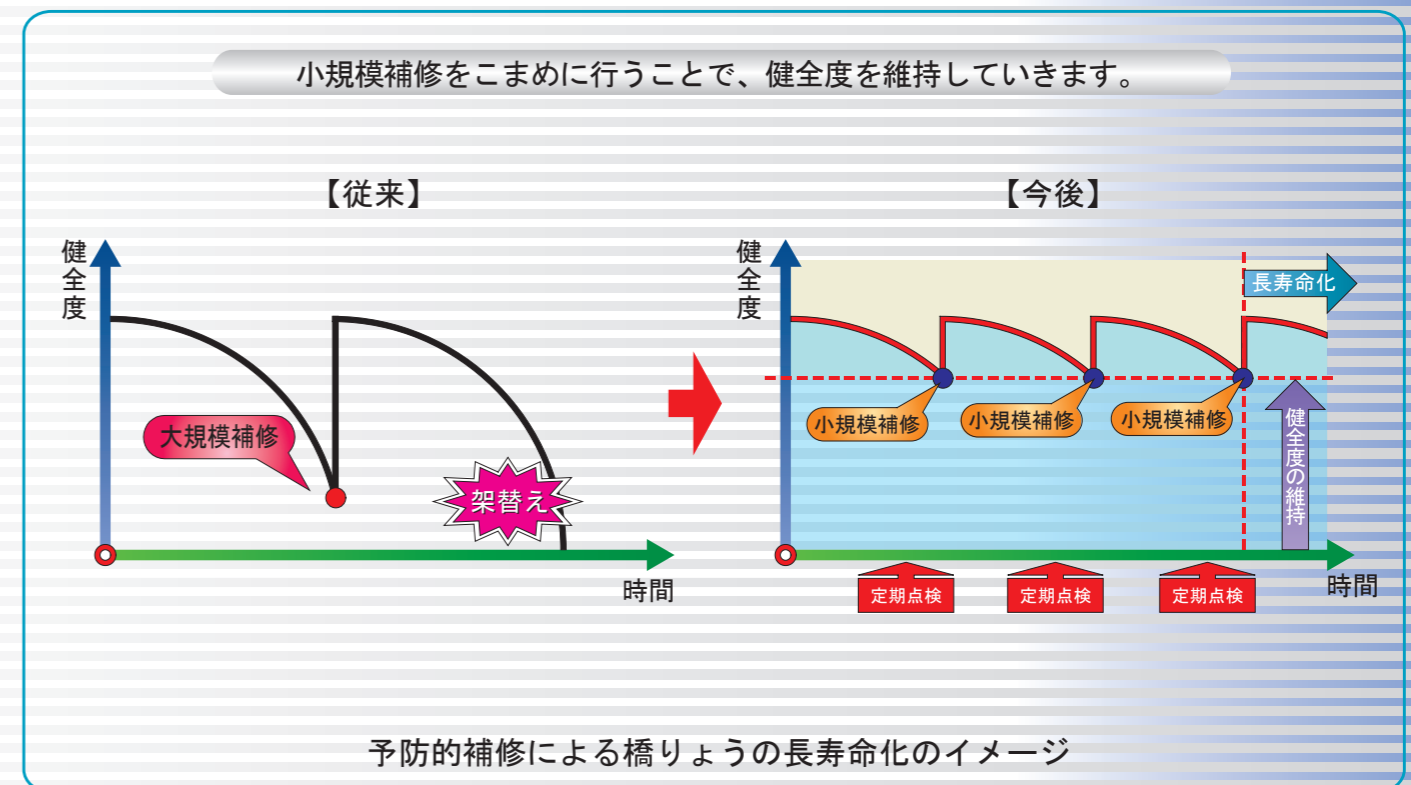 小規模補修をこまめに行うことで、健全度を維持していきます。
【従来】
健全度
大規模補修
架替え
時間
【今後】
健全度
長寿命化
小規模補修
小規模補修
小規模補修
健全度の維持
定期点検
定期点検
定期点検
時間
予防的補修による橋りょうの長寿命化のイメージ